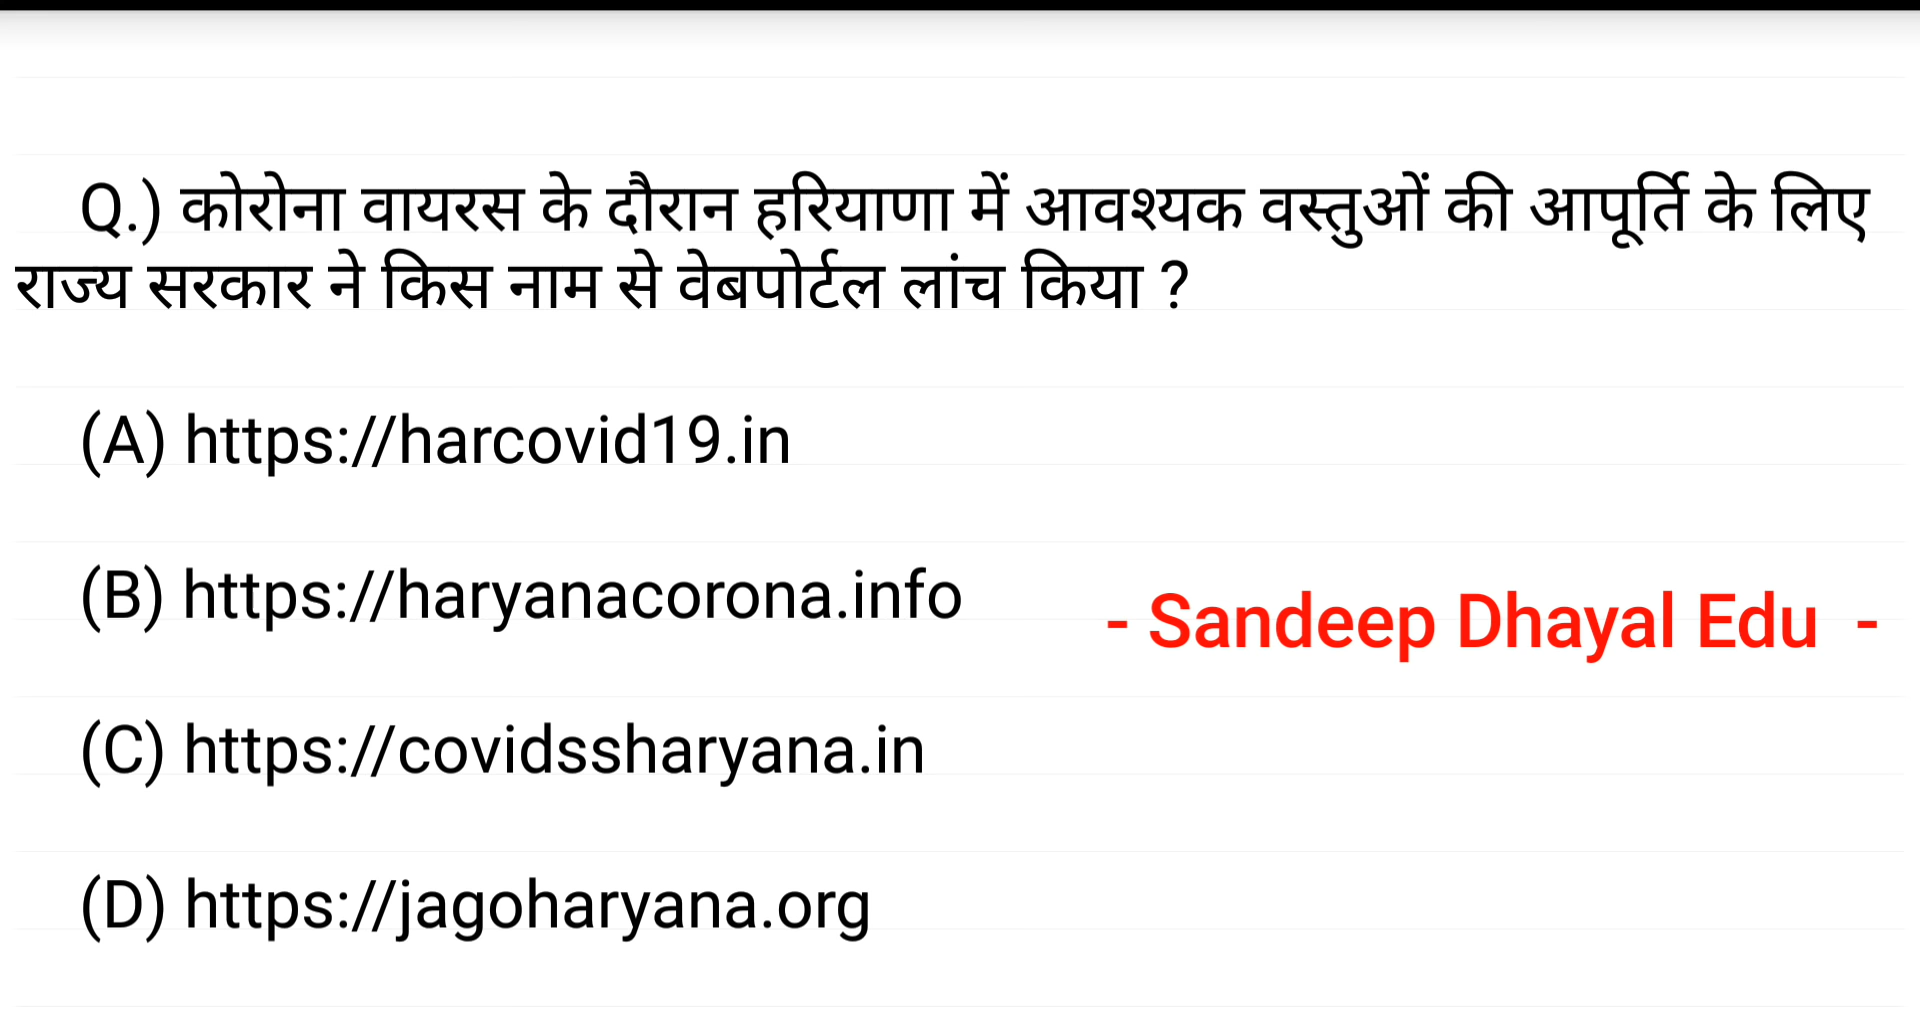 Q.) कोरोना वायरस के दौरान हरियाणा में आवश्यक वस्तुओं की आपूर्ति के लिए
राज्य सरकार ने किस नाम से वेबपोर्टल लांच किया ?
(A) https://harcovid19.in
(B) https://haryanacorona.info
- Sandeep Dhayal Edu -
(C) https://covidssharyana.in
(D) https://jagoharyana.org